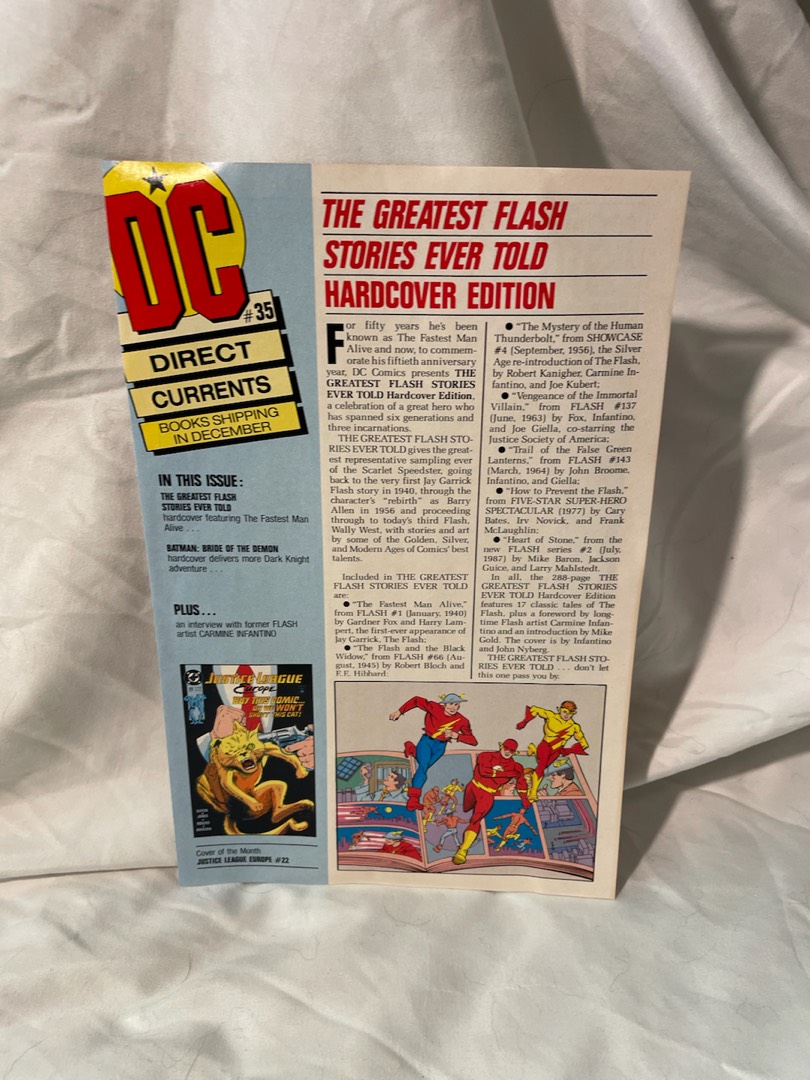 DC
#35
DIRECT
CURRENTS
BOOKS SHIPPING
IN DECEMBER
IN THIS ISSUE:
THE GREATEST FLASH
STORIES EVER TOLD
hardcover featuring The Fastest Man
Alive . . .
BATMAN: BRIDE OF THE DEMON
hardcover delivers more Dark Knight
adventure . . .
PLUS...
an interview with former FLASH
artist CARMINE INFANTINO
JUSTICE LEAGUE
Europe
BUY THIS COMIC...
OR WE WON'T
SHOOT THIS CAT!
Cover of the Month
JUSTICE LEAGUE EUROPE #22
THE GREATEST FLASH
STORIES EVER TOLD
HARDCOVER EDITION
For fifty years he's been
known as The Fastest Man
Alive and now, to commem-
orate his fiftieth anniversary
year, DC Comics presents THE
GREATEST FLASH STORIES
EVER TOLD Hardcover Edition,
a celebration of a great hero who
has spanned six generations and
three incarnations.
THE GREATEST FLASH STO-
RIES EVER TOLD gives the great-
est representative sampling ever
of the Scarlet Speedster, going
back to the very first Jay Garrick
Flash story in 1940, through the
character's "rebirth" as Barry
Allen in 1956 and proceeding
through to today's third Flash,
Wally West, with stories and art
by some of the Golden, Silver,
and Modern Ages of Comics' best
talents.
Included in THE GREATEST
FLASH STORIES EVER TOLD
are:
● "The Fastest Man Alive,"
from FLASH #1 (January, 1940)
by Gardner Fox and Harry Lam-
pert, the first-ever appearance of
Jay Garrick, The Flash;
● "The Flash and the Black
Widow," from FLASH #66 (Au-
gust, 1945) by Robert Bloch and
E.E. Hibbard;
● "The Mystery of the Human
Thunderbolt," from SHOWCASE
#4 (September, 1956), the Silver
Age re-introduction of The Flash,
by Robert Kanigher, Carmine In-
fantino, and Joe Kubert;
● "Vengeance of the Immortal
Villain," from FLASH #137
(June, 1963) by Fox, Infantino,
and Joe Giella, co-starring the
Justice Society of America;
● "Trail of the False Green
Lanterns," from FLASH #143
(March, 1964) by John Broome,
Infantino, and Giella;
● "How to Prevent the Flash,"
from FIVE-STAR SUPER-HERO
SPECTACULAR (1977) by Cary
Bates, Irv Novick, and Frank
McLaughlin;
● "Heart of Stone," from the
new FLASH series #2 (July,
1987) by Mike Baron, Jackson
Guice, and Larry Mahlstedt.
In all, the 288-page THE
GREATEST FLASH STORIES
EVER TOLD Hardcover Edition
features 17 classic tales of The
Flash, plus a foreword by long-
time Flash artist Carmine Infan-
tino and an introduction by Mike
Gold. The cover is by Infantino
and John Nyberg.
THE GREATEST FLASH STO-
RIES EVER TOLD . . . don't let
this one pass you by.